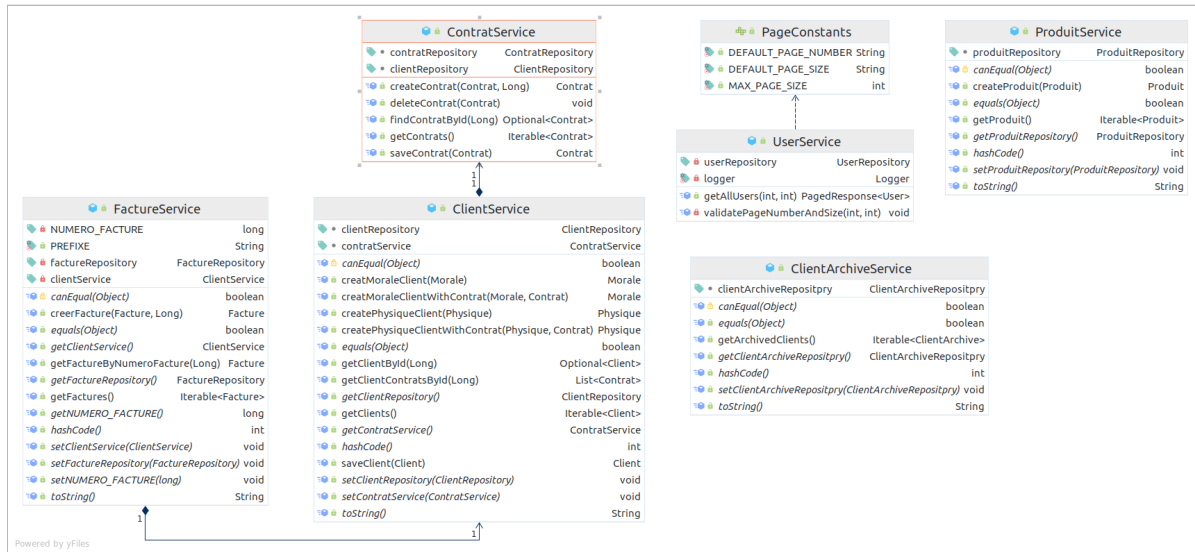 ContratService
contratRepository ContratRepository
clientRepository ClientRepository
createContrat(Contrat, Long) Contrat
deleteContrat(Contrat) void
findContratById(Long) Optional<Contrat>
getContrats() Iterable<Contrat>
saveContrat(Contrat) Contrat
1
1
PageConstants
DEFAULT_PAGE_NUMBER String
DEFAULT_PAGE_SIZE String
MAX_PAGE_SIZE int
UserService
userRepository UserRepository
logger Logger
getAllUsers(int, int) PagedResponse<User>
validatePageNumberAndSize(int, int) void
ProduitService
produitRepository ProduitRepository
canEqual(Object) boolean
createProduit(Produit) Produit
equals(Object) boolean
getProduit() Iterable<Produit>
getProduitRepository() ProduitRepository
hashCode() int
setProduitRepository(ProduitRepository) void
toString() String
FactureService
NUMERO_FACTURE long
PREFIXE String
factureRepository FactureRepository
clientService ClientService
canEqual(Object) boolean
creerFacture(Facture, Long) Facture
equals(Object) boolean
getClientService() ClientService
getFactureByNumeroFacture(Long) Facture
getFactureRepository() FactureRepository
getFactures() Iterable<Facture>
getNUMERO_FACTURE() long
hashCode() int
setClientService(ClientService) void
setFactureRepository(FactureRepository) void
setNUMERO_FACTURE(long) void
toString() String
ClientService
clientRepository ClientRepository
contratService ContratService
canEqual(Object) boolean
creatMoraleClient(Morale) Morale
creatMoraleClientWithContrat(Morale, Contrat) Morale
createPhysiqueClient(Physique) Physique
createPhysiqueClientWithContrat(Physique, Contrat) Physique
equals(Object) boolean
getClientById(Long) Optional<Client>
getClientContratsById(Long) List<Contrat>
getClientRepository() ClientRepository
getClients() Iterable<Client>
getContratService() ContratService
hashCode() int
saveClient(Client) Client
setClientRepository(ClientRepository) void
setContratService(ContratService) void
toString() String
ClientArchiveService
clientArchiveRepositpry ClientArchiveRepositpry
canEqual(Object) boolean
equals(Object) boolean
getArchivedClients() Iterable<ClientArchive>
getClientArchiveRepositpry() ClientArchiveRepositpry
hashCode() int
setClientArchiveRepositpry(ClientArchiveRepositpry) void
toString() String
1
1
Powered by yFiles